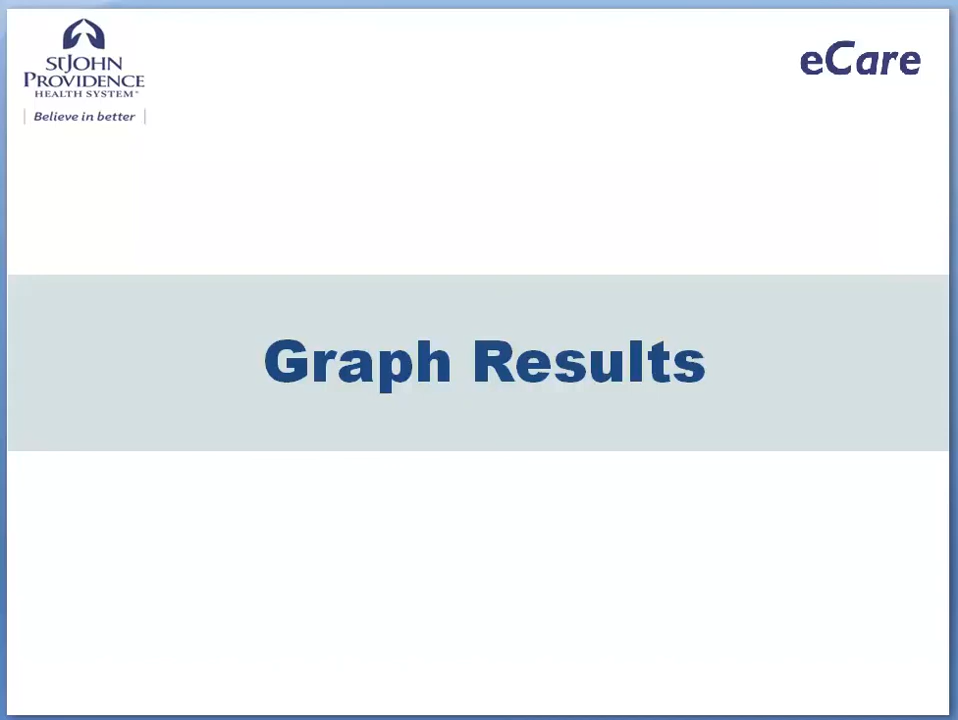 STJOHN
PROVIDENCE
HEALTH SYSTEM
Believe in better
eCare
Graph Results